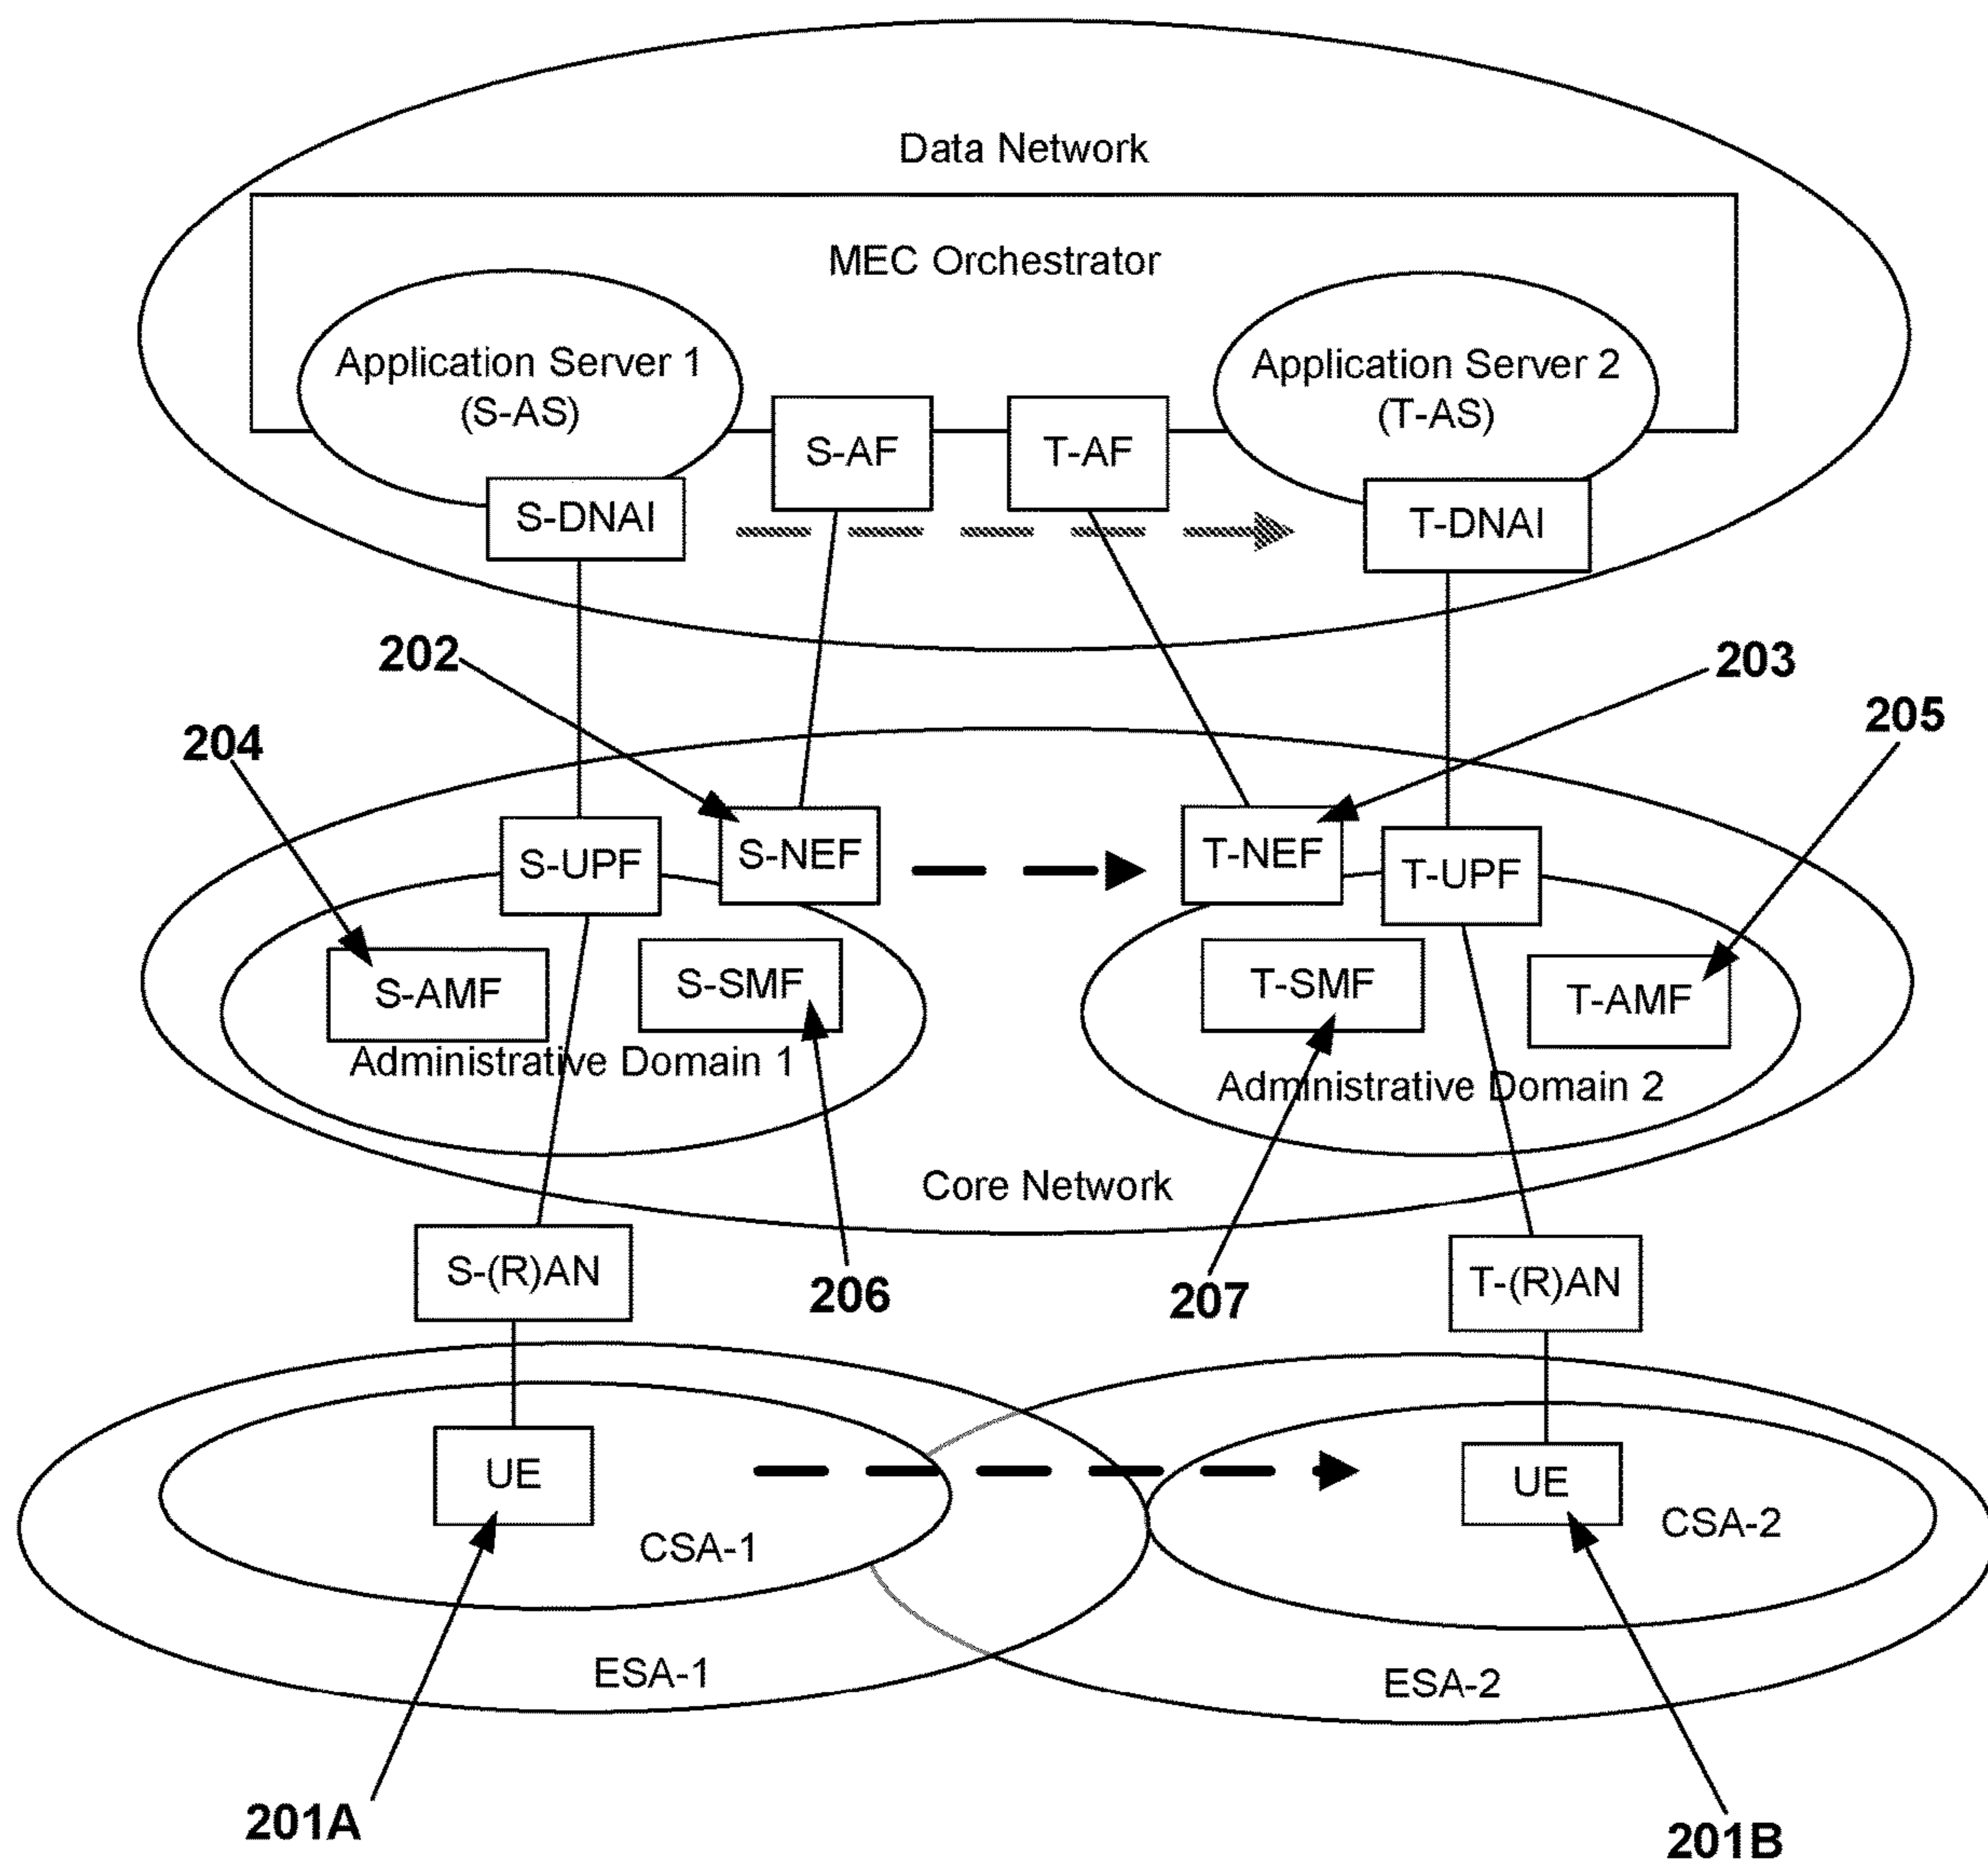 Data Network
MEC Orchestrator
Application Server 1
(S-AS)
Application Server 2
(T-AS)
S-AF
T-AF
S-DNAI
T-DNAI
202
203
204
205
S-UPF
S-NEF
T-NEF
T-UPF
S-AMF
S-SMF
T-SMF
T-AMF
Administrative Domain 1
Administrative Domain 2
Core Network
S-(R)AN
206
207
T-(R)AN
UE
UE
CSA-1
CSA-2
ESA-1
ESA-2
201A
201B